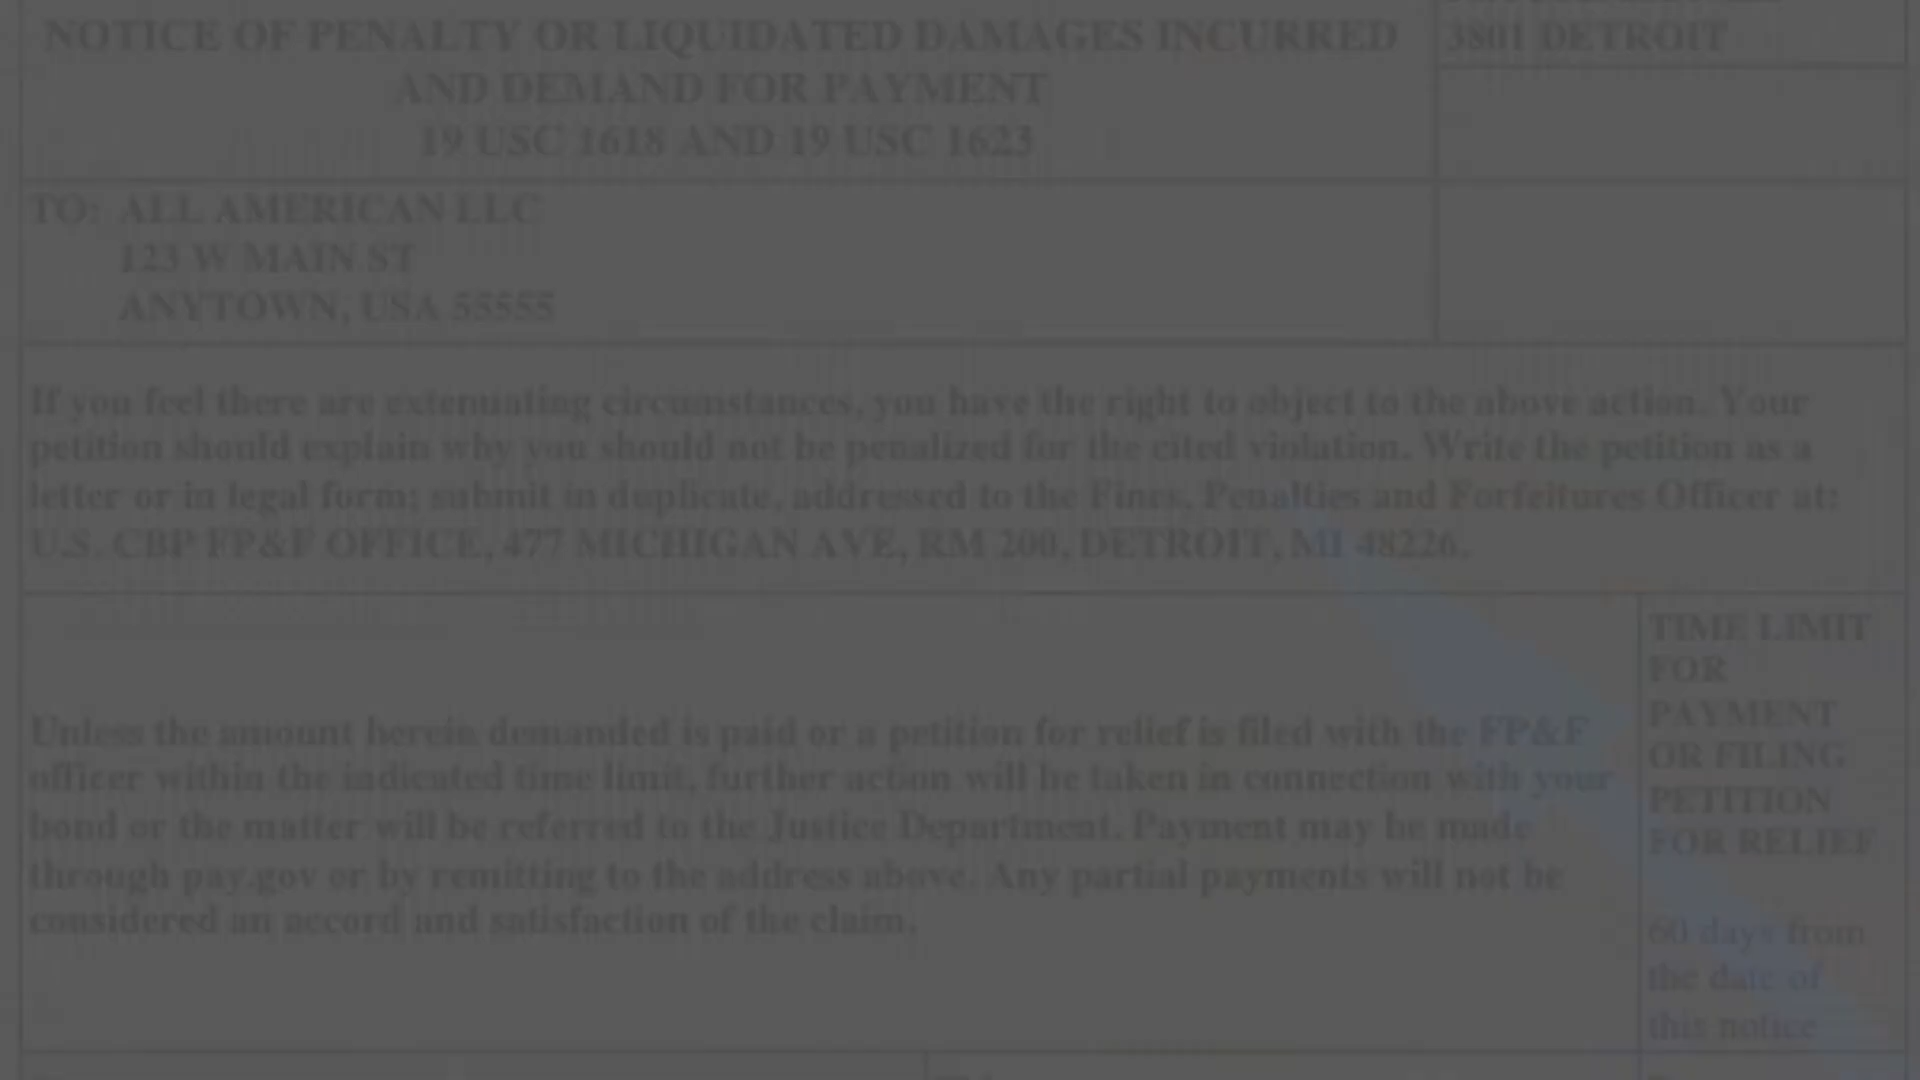 NOTICE OF PENALTY OR LIQUIDATED DAMAGES INCURRED
AND DEMAND FOR PAYMENT
19 USC 1618 AND 19 USC 1623
3801 DETROIT
TO: ALL AMERICAN LLC
123 W MAIN ST
ANYTOWN, USA 55555
If you feel there are extenuating circumstances, you have the right to object to the above action. Your
petition should explain why you should not be penalized for the cited violation. Write the petition as a
letter or in legal form; submit in duplicate, addressed to the Fines, Penalties and Forfeitures Officer at:
U.S. CBP FP&F OFFICE, 477 MICHIGAN AVE, RM 200, DETROIT, MI 48226.
Unless the amount herein demanded is paid or a petition for relief is filed with the FP&F
officer within the indicated time limit, further action will be taken in connection with your
bond or the matter will be referred to the Justice Department. Payment may be made
through pay.gov or by remitting to the address above. Any partial payments will not be
considered an accord and satisfaction of the claim.
TIME LIMIT
FOR
PAYMENT
OR FILING
PETITION
FOR RELIEF
60 days from
the date of
this notice